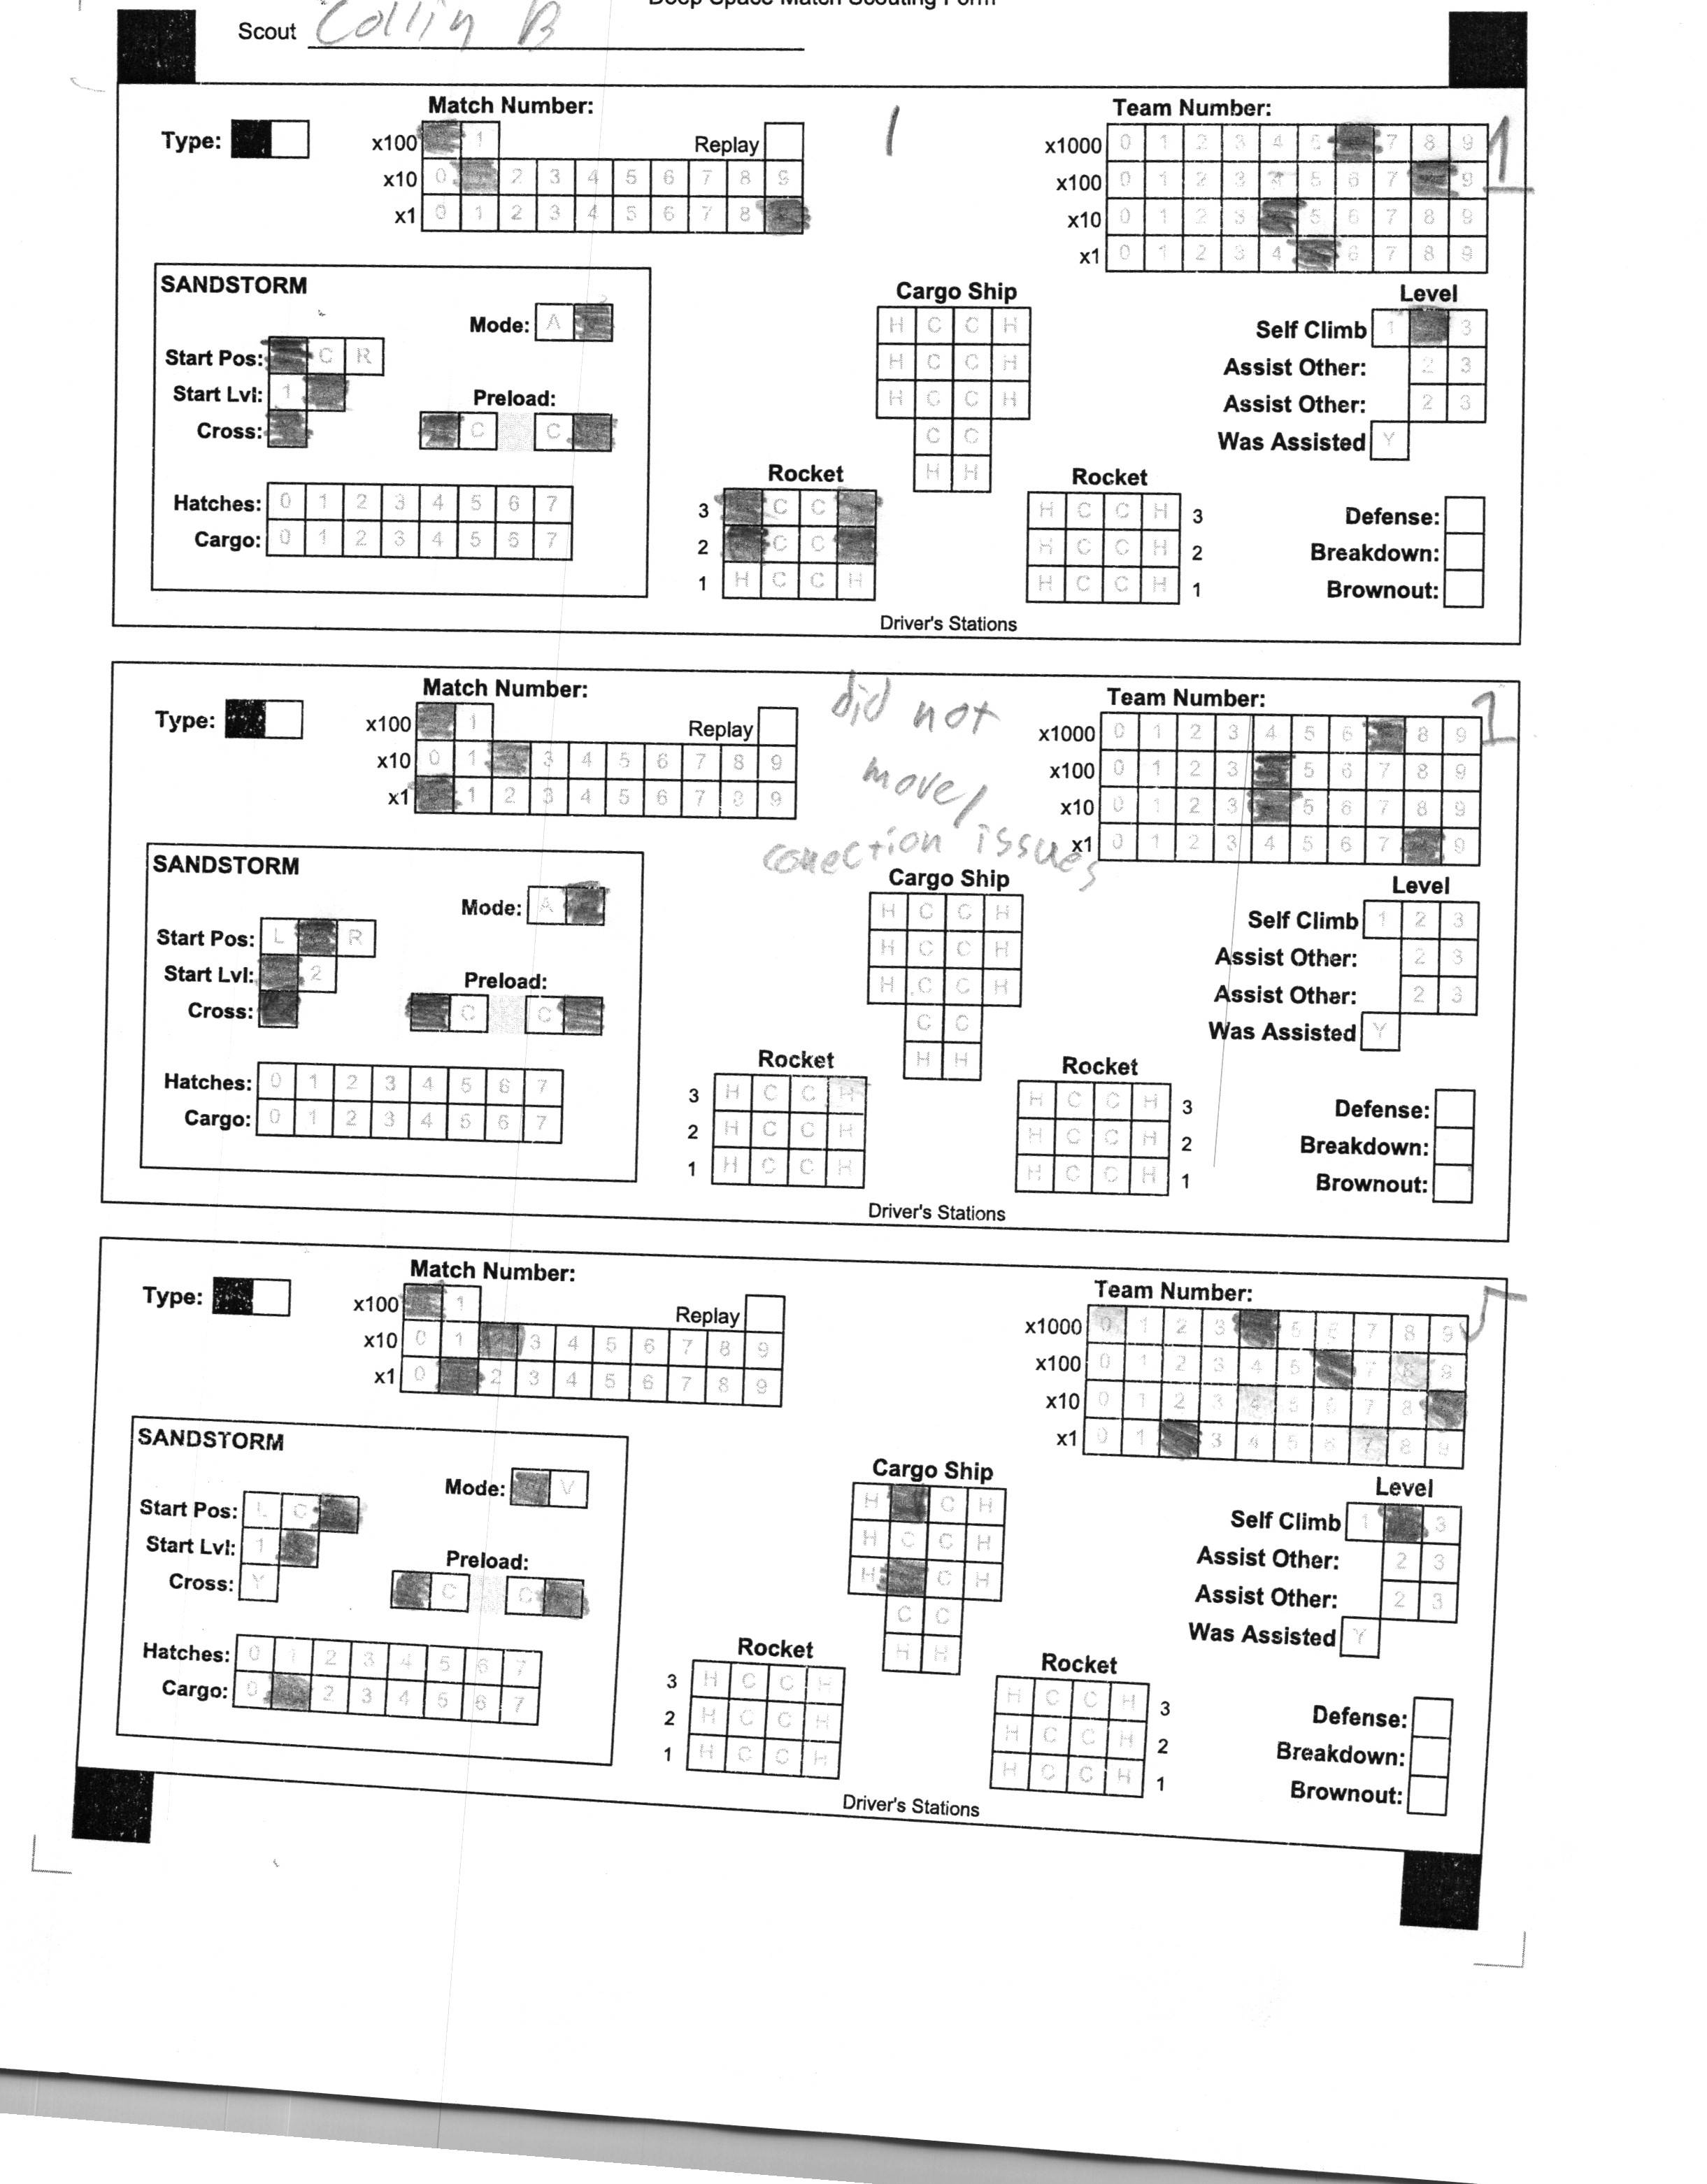 Deep Space Match Scouting Form
Scout Collin B
Match Number:
Team Number:
Type:
x100 1
Replay
x10 0 2 3 4 5 6 7 8 9
x1 0 1 2 3 4 5 6 7 8
1
x1000 0 1 2 3 4 5 7 8 9
x100 0 1 2 3 4 5 6 7 9
x10 0 1 2 3 5 6 7 8 9
x1 0 1 2 3 4 6 7 8 9
1
SANDSTORM
Mode: A
Start Pos: C R
Start Lvl: 1
Cross:
Preload:
C C
Hatches: 0 1 2 3 4 5 6 7
Cargo: 0 1 2 3 4 5 6 7
Cargo Ship
H C C H
H C C H
H C C H
C C
H H
Rocket
3 C C
2 C C
1 H C C H
Rocket
H C C H 3
H C C H 2
H C C H 1
Driver's Stations
Level
Self Climb 1 3
Assist Other: 2 3
Assist Other: 2 3
Was Assisted Y
Defense:
Breakdown:
Brownout:
Match Number:
Team Number:
Type:
x100 1
Replay
x10 0 1 3 4 5 6 7 8 9
x1 1 2 3 4 5 6 7 8 9
did not
move/
conection issues
x1000 0 1 2 3 4 5 6 8 9
x100 0 1 2 3 5 6 7 8 9
x10 0 1 2 3 5 6 7 8 9
x1 0 1 2 3 4 5 6 7 9
1
SANDSTORM
Mode: A
Start Pos: L R
Start Lvl: 2
Cross:
Preload:
C C
Hatches: 0 1 2 3 4 5 6 7
Cargo: 0 1 2 3 4 5 6 7
Cargo Ship
H C C H
H C C H
H C C H
C C
H H
Rocket
3 H C C H
2 H C C H
1 H C C H
Rocket
H C C H 3
H C C H 2
H C C H 1
Driver's Stations
Level
Self Climb 1 2 3
Assist Other: 2 3
Assist Other: 2 3
Was Assisted Y
Defense:
Breakdown:
Brownout:
Match Number:
Team Number:
Type:
x100 1
Replay
x10 0 1 3 4 5 6 7 8 9
x1 0 2 3 4 5 6 7 8 9
x1000 0 1 2 3 5 6 7 8 9
x100 0 1 2 3 4 5 7 8 9
x10 0 1 2 3 4 5 6 7 8
x1 0 1 3 4 5 6 7 8 9
5
SANDSTORM
Mode: V
Start Pos: L C
Start Lvl: 1
Cross: Y
Preload:
C C
Hatches: 0 1 2 3 4 5 6 7
Cargo: 0 2 3 4 5 6 7
Cargo Ship
H C H
H C C H
H C H
C C
H H
Rocket
3 H C C H
2 H C C H
1 H C C H
Rocket
H C C H 3
H C C H 2
H C C H 1
Driver's Stations
Level
Self Climb 1 3
Assist Other: 2 3
Assist Other: 2 3
Was Assisted Y
Defense:
Breakdown:
Brownout: